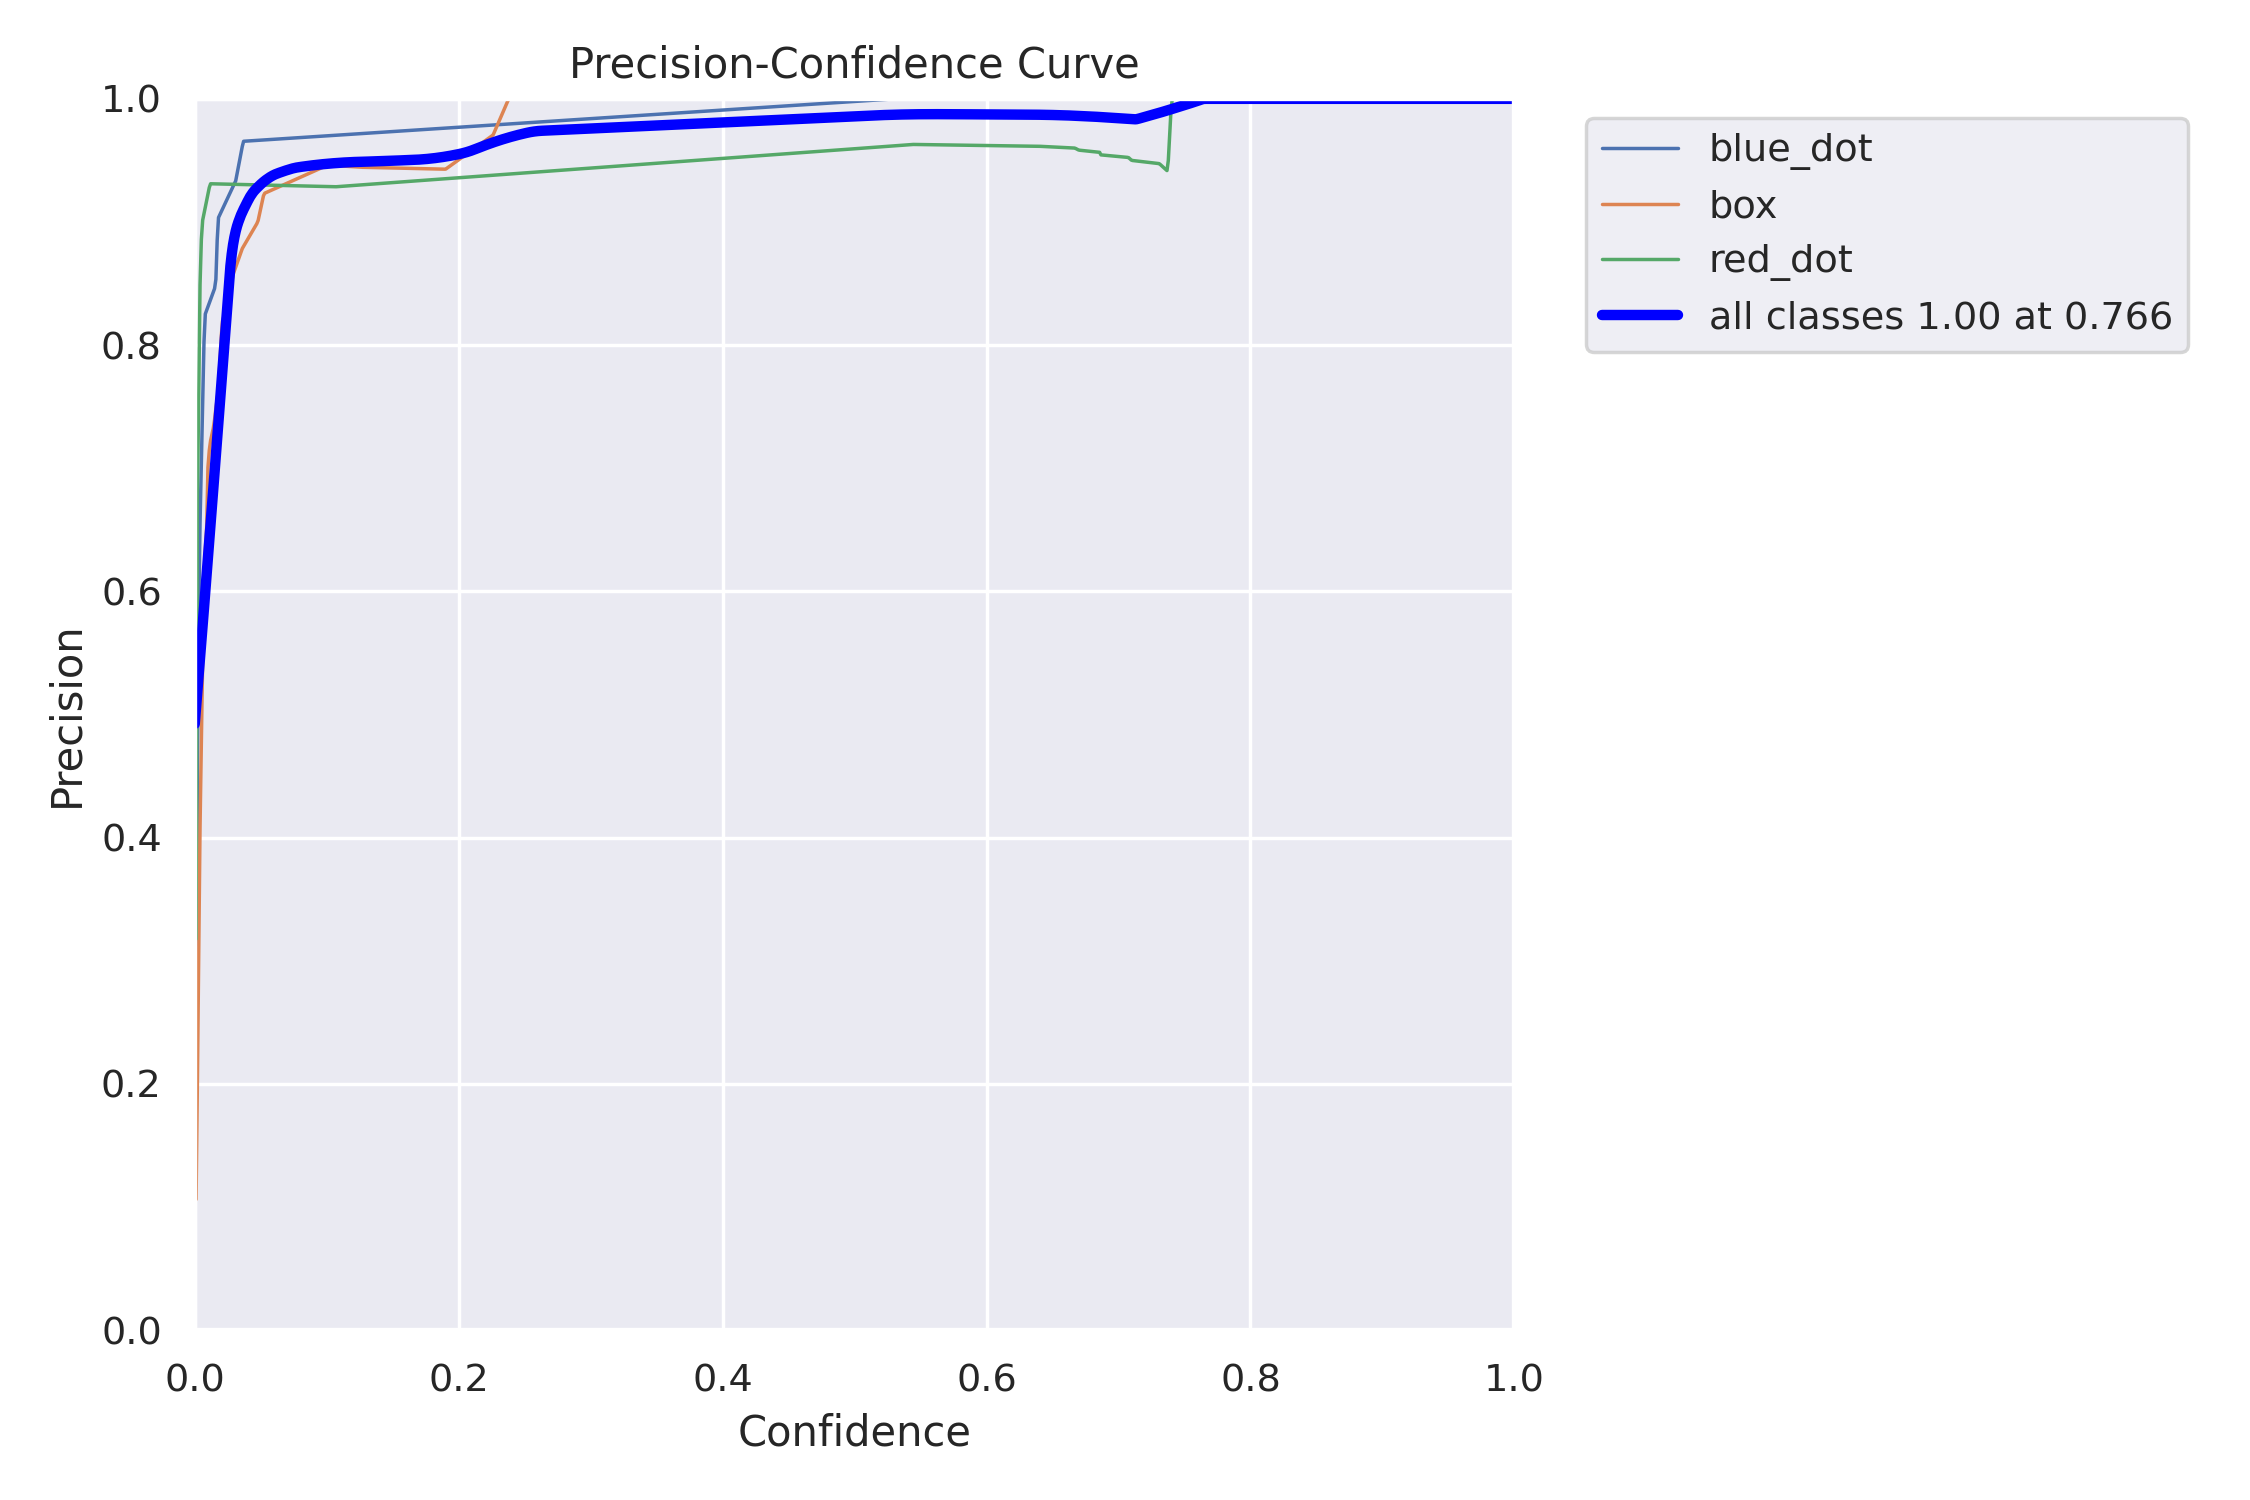 Precision-Confidence Curve
1.0
0.8
0.6
0.4
0.2
0.0
Precision
0.0 0.2 0.4 0.6 0.8 1.0
Confidence
blue_dot
box
red_dot
all classes 1.00 at 0.766